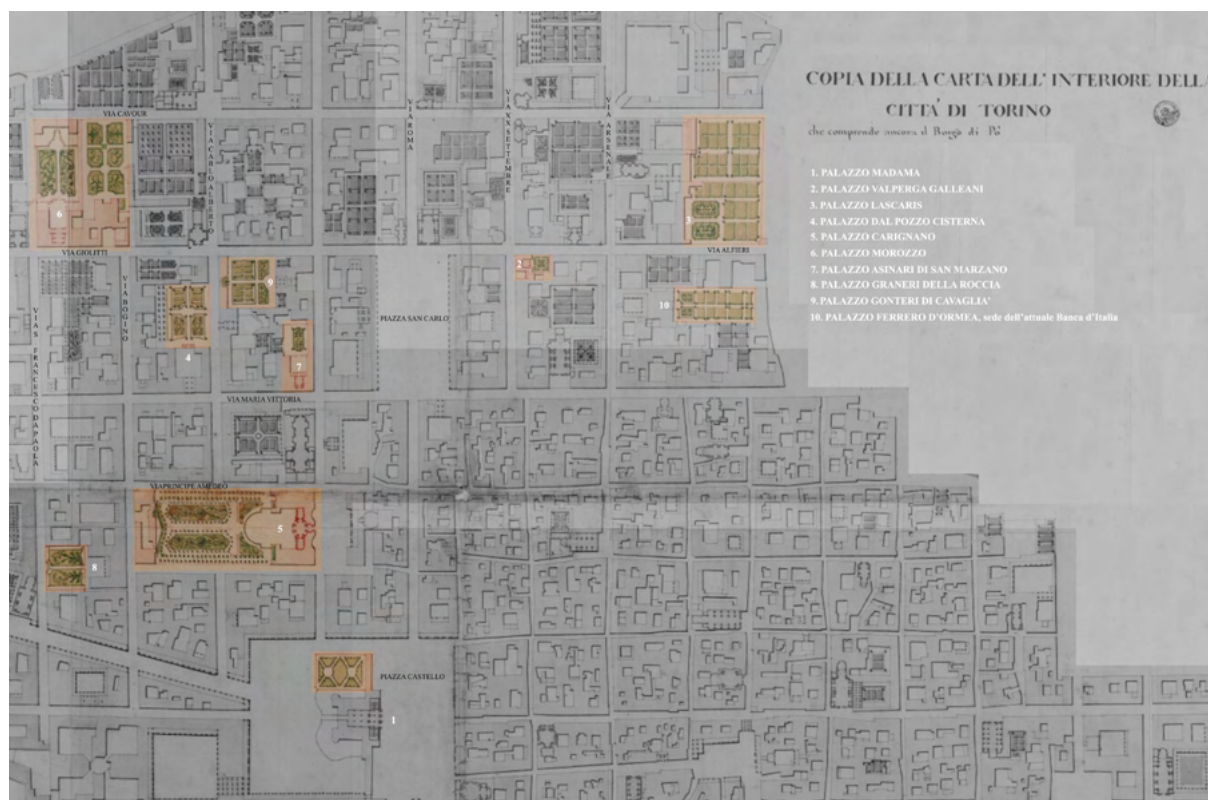 COPIA DELLA CARTA DELL' INTERIORE DELLA
CITTA' DI TORINO
che comprende ancora il Borgo di Pò
1. PALAZZO MADAMA
2. PALAZZO VALPERGA GALLEANI
3. PALAZZO LASCARIS
4. PALAZZO DAL POZZO CISTERNA
5. PALAZZO CARIGNANO
6. PALAZZO MOROZZO
7. PALAZZO ASINARI DI SAN MARZANO
8. PALAZZO GRANERI DELLA ROCCIA
9. PALAZZO GONTERI DI CAVAGLIA'
10. PALAZZO FERRERO D'ORMEA, sede dell'attuale Banca d'Italia
VIA CAVOUR
VIA CARLO ALBERTO
VIA ROMA
VIA XX SETTEMBRE
VIA ARSENALE
6
3
VIA GIOLITTI
VIA ALFIERI
VIA S. FRANCESCO DA PAOLA
VIA BOGINO
9
2
10
PIAZZA SAN CARLO
4
7
VIA MARIA VITTORIA
VIA PRINCIPE AMEDEO
5
8
PIAZZA CASTELLO
1